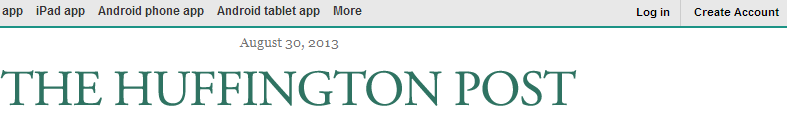 app iPad app Android phone app Android tablet app More Log in Create Account
August 30, 2013
THE HUFFINGTON POST